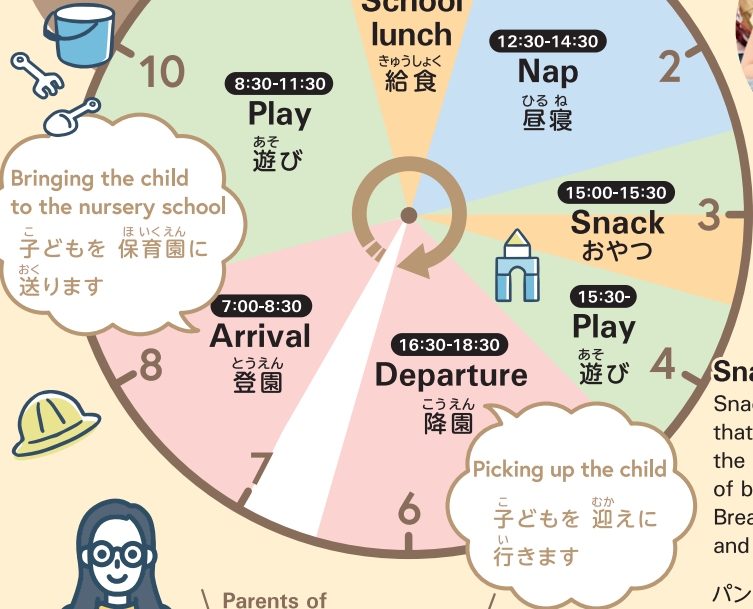 School
lunch
きゅうしょく
給食
12:30-14:30
Nap
ひるね
昼寝
2
10
8:30-11:30
Play
あそ
遊び
Bringing the child
to the nursery school
こ ほいくえん
子どもを 保育園に
おく
送ります
15:00-15:30
Snack
おやつ
3
15:30-
Play
あそ
遊び
4
7:00-8:30
Arrival
とうえん
登園
8
16:30-18:30
Departure
こうえん
降園
7
6
Picking up the child
こ むか
子どもを 迎えに
い
行きます
Sna
Snac
that
the
of b
Brea
and
パン
Parents of